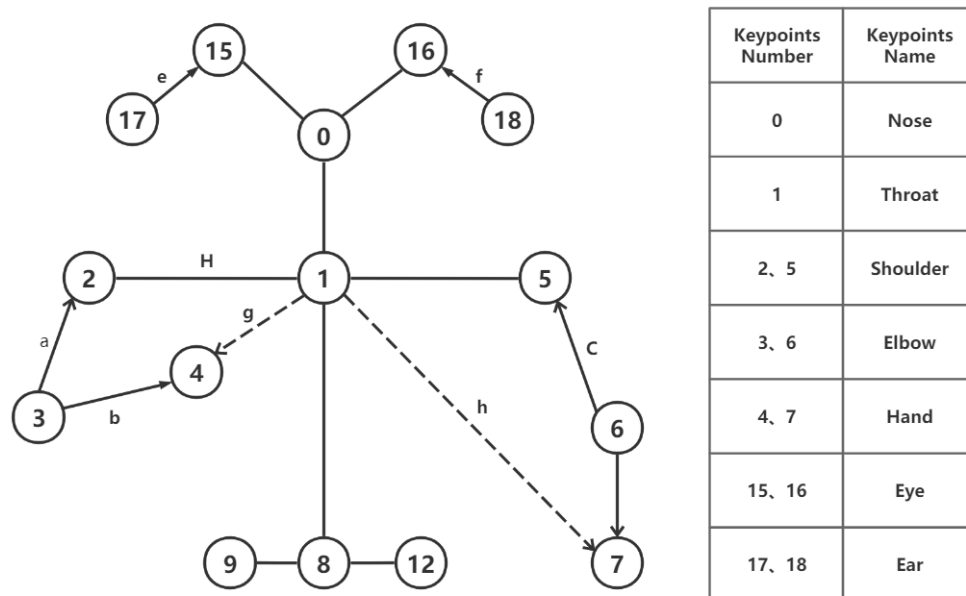 15
16
e
f
17
18
0
H
2
1
5
g
a
C
4
h
3
b
6
9
8
12
7
Keypoints
Number
Keypoints
Name
0
Nose
1
Throat
2、5
Shoulder
3、6
Elbow
4、7
Hand
15、16
Eye
17、18
Ear